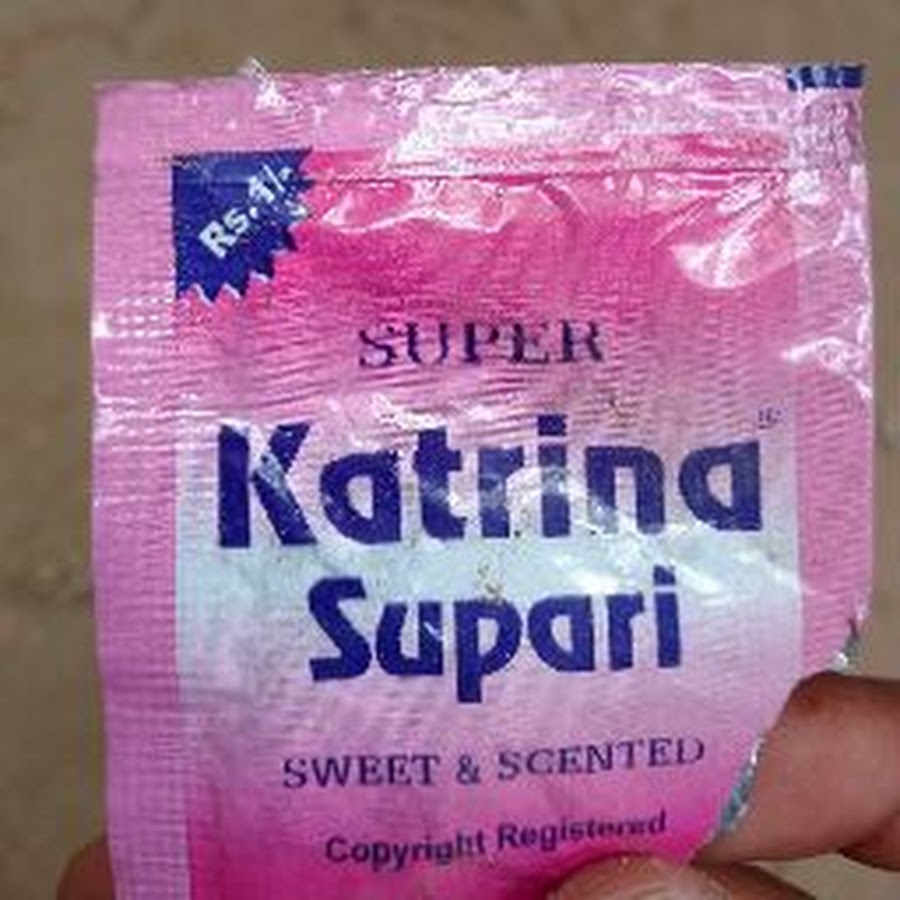 Rs. 1/-
SUPER
Katrina
Supari
SWEET & SCENTED
Copyright Registered